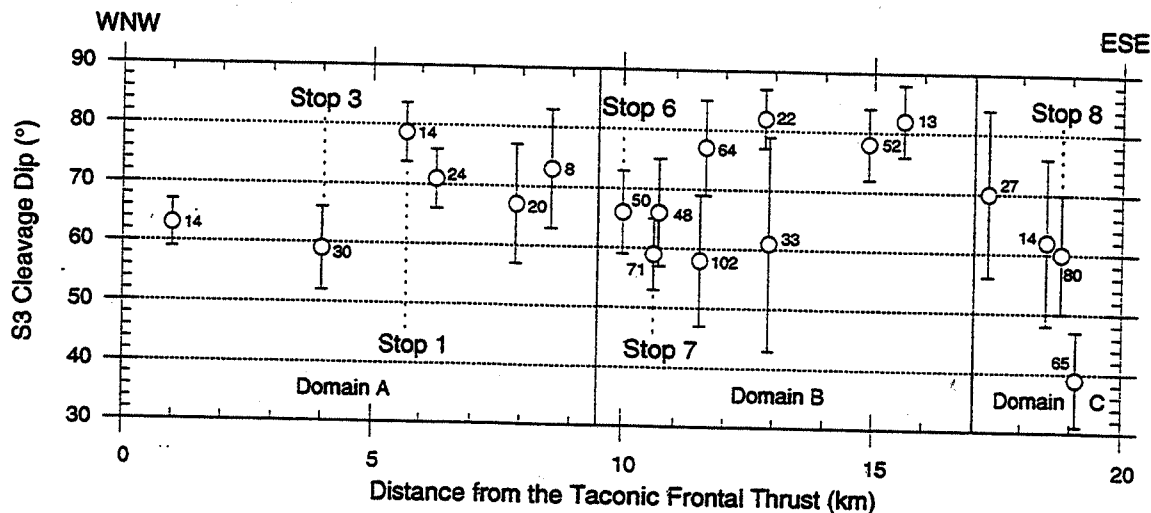 WNW
ESE
90
80
70
60
50
40
30
S3 Cleavage Dip (°)
Stop 3
Stop 6
Stop 8
14
24
14
30
20
8
50
48
71
64
102
22
33
52
13
27
14
80
65
Stop 1
Stop 7
Domain A
Domain B
Domain C
0
5
10
15
20
Distance from the Taconic Frontal Thrust (km)